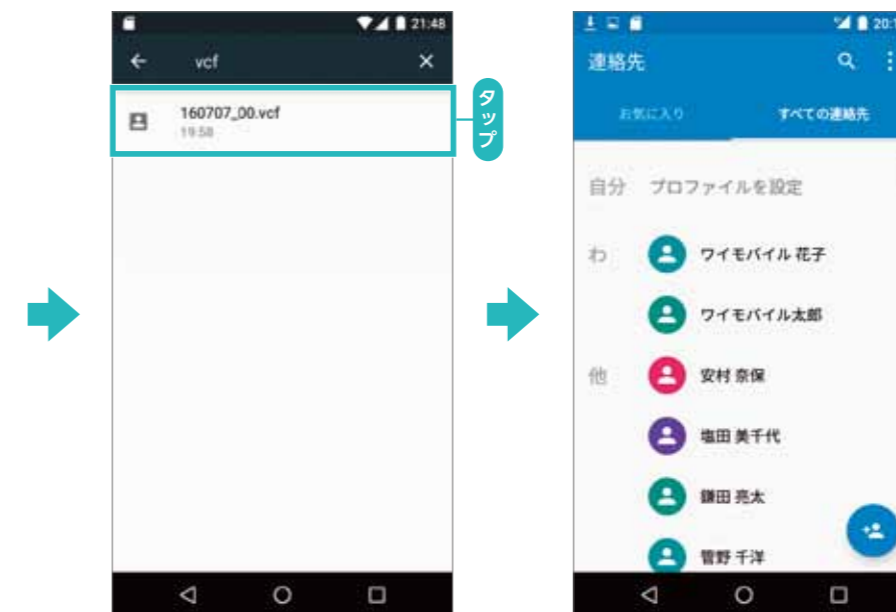 21:48
vcf
160707_00.vcf
19:58
タップ
連絡先
お気に入り
すべての連絡先
自分
プロファイルを設定
わ
ワイモバイル 花子
ワイモバイル太郎
他
安村 奈保
塩田 美千代
鎌田 亮太
菅野 千洋